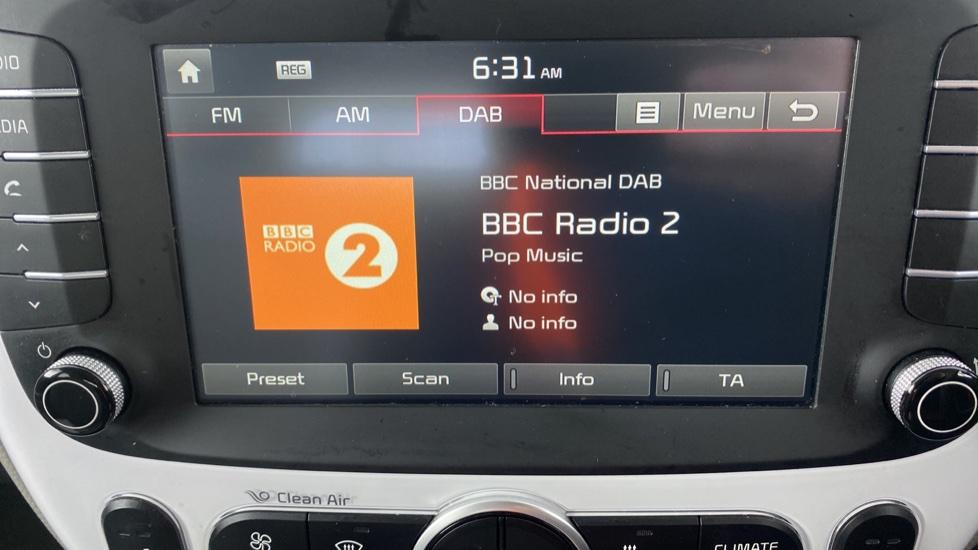 REG 6:31 AM
FM AM DAB Menu
BBC National DAB
BBC RADIO 2
BBC Radio 2
Pop Music
No info
No info
Preset Scan Info TA
Clean Air
CLIMATE